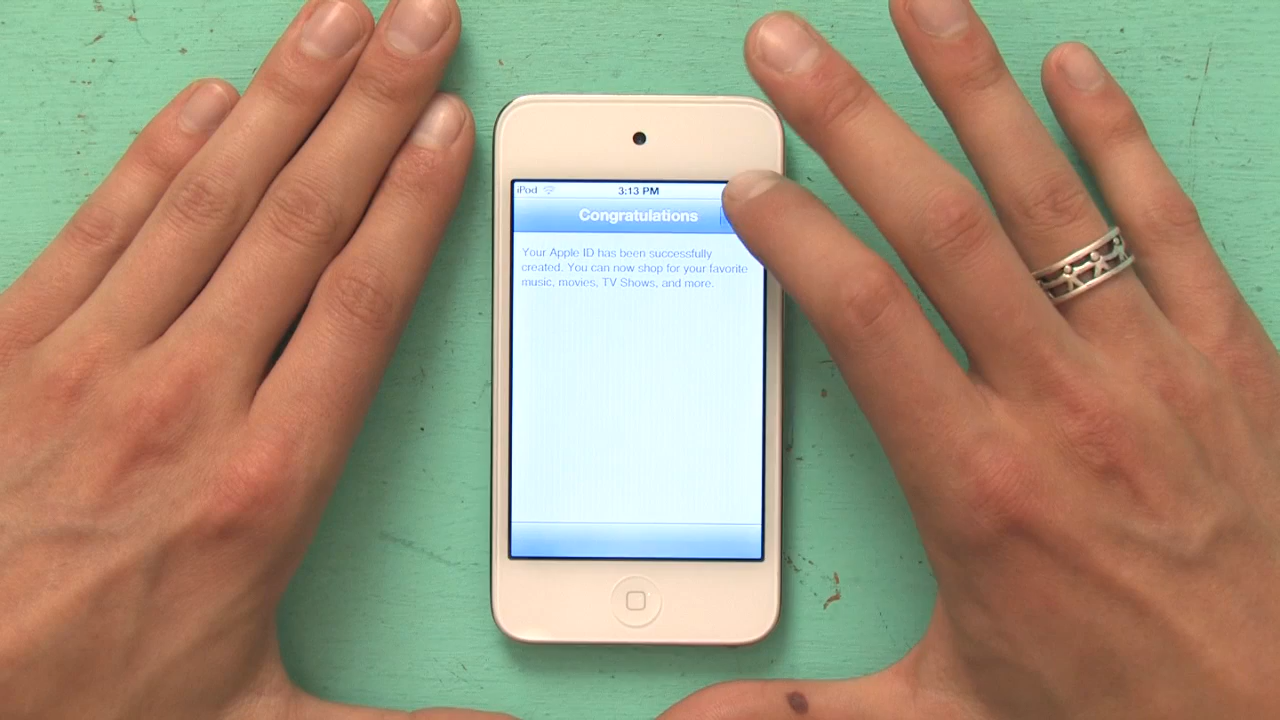 iPod 3:13 PM
Congratulations
Your Apple ID has been successfully
created. You can now shop for your favorite
music, movies, TV Shows, and more.